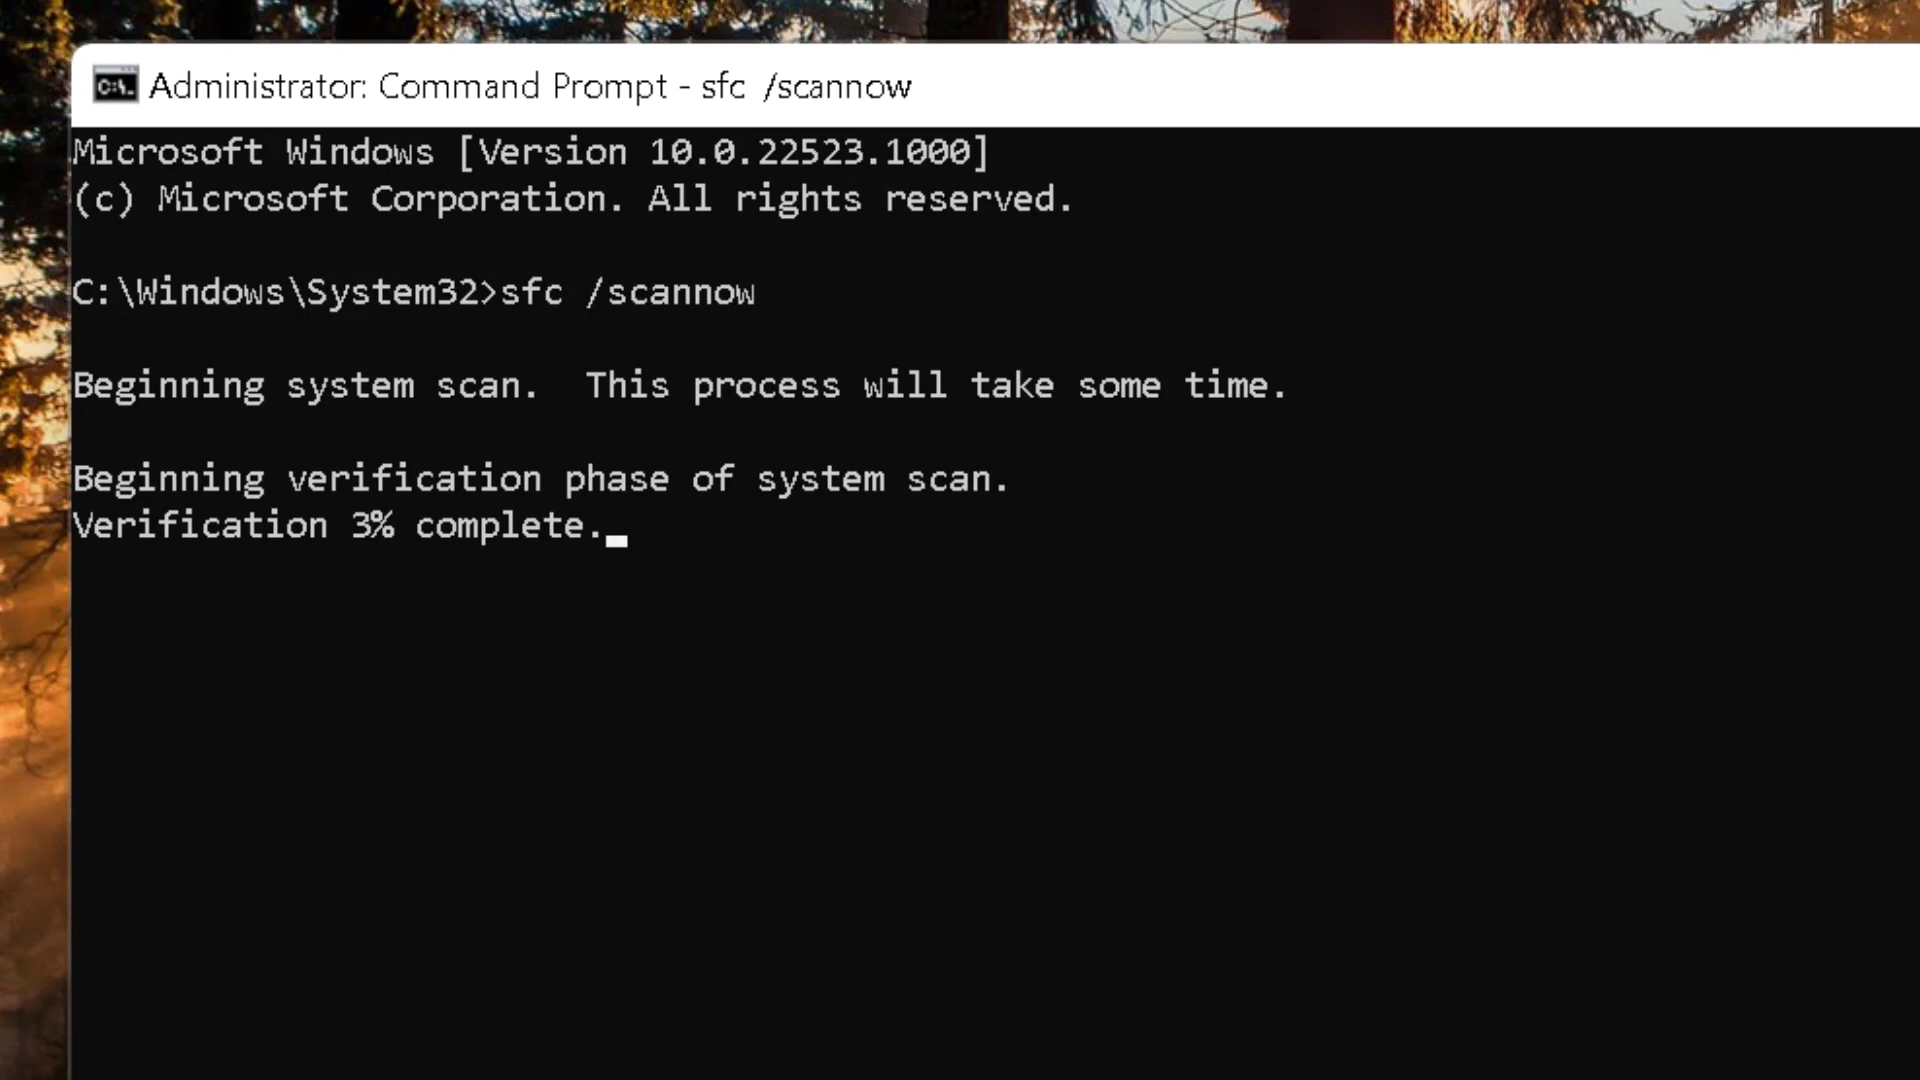 Administrator: Command Prompt - sfc  /scannow
Microsoft Windows [Version 10.0.22523.1000]
(c) Microsoft Corporation. All rights reserved.
C:\Windows\System32>sfc /scannow
Beginning system scan.  This process will take some time.
Beginning verification phase of system scan.
Verification 3% complete.